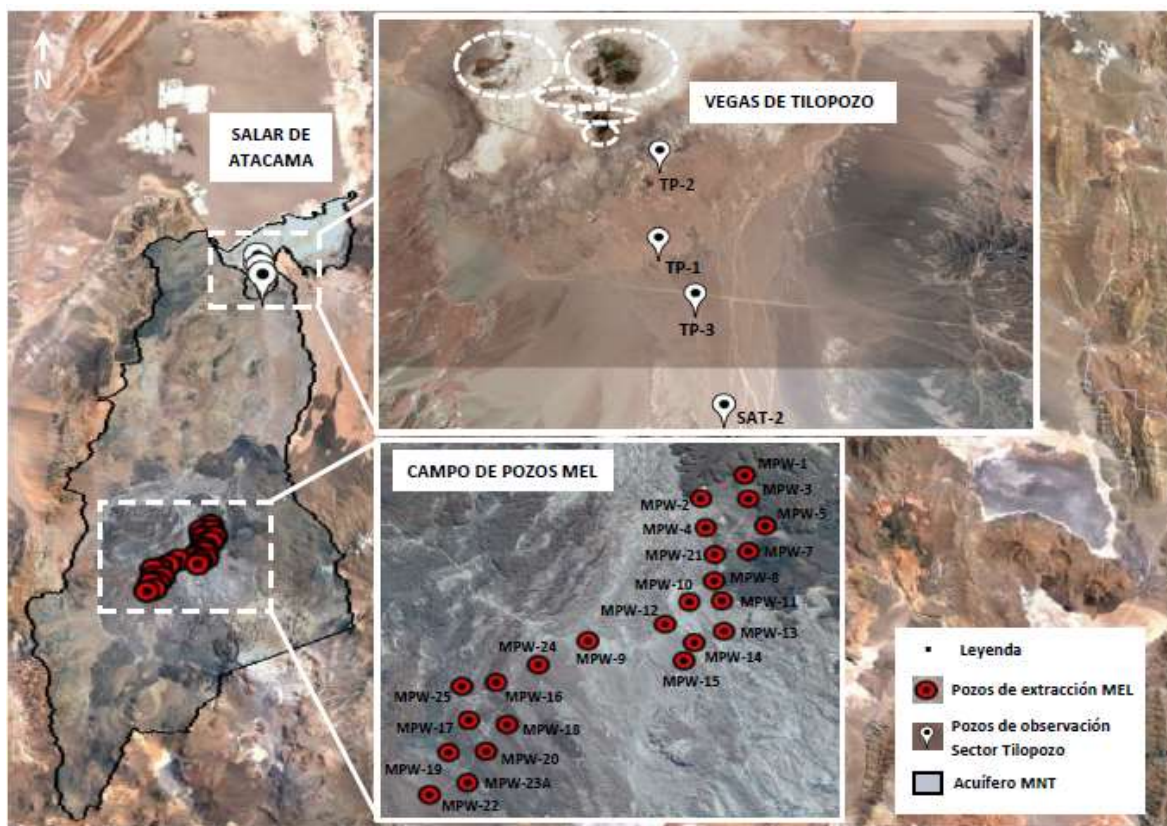 N
SALAR DE
ATACAMA
VEGAS DE TILOPOZO
TP-2
TP-1
TP-3
SAT-2
CAMPO DE POZOS MEL
MPW-1
MPW-2
MPW-3
MPW-4
MPW-5
MPW-21
MPW-7
MPW-8
MPW-10
MPW-11
MPW-12
MPW-13
MPW-9
MPW-14
MPW-24
MPW-15
MPW-25
MPW-16
MPW-17
MPW-18
MPW-20
MPW-19
MPW-23A
MPW-22
Leyenda
Pozos de extracción MEL
Pozos de observación
Sector Tilopozo
Acuífero MNT